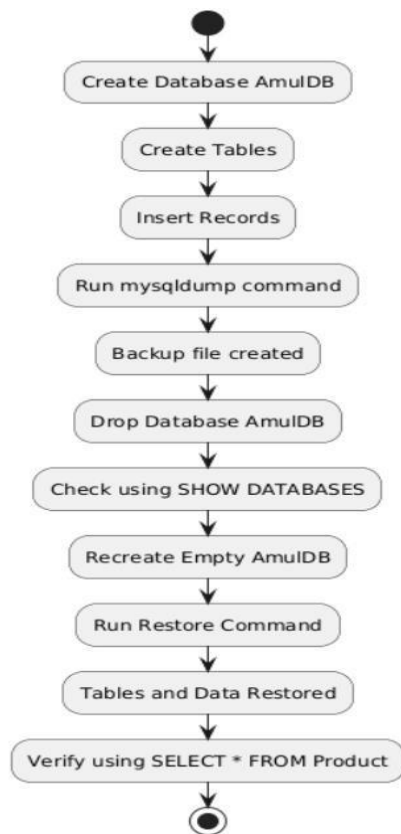 Create Database AmulDB
Create Tables
Insert Records
Run mysqldump command
Backup file created
Drop Database AmulDB
Check using SHOW DATABASES
Recreate Empty AmulDB
Run Restore Command
Tables and Data Restored
Verify using SELECT * FROM Product